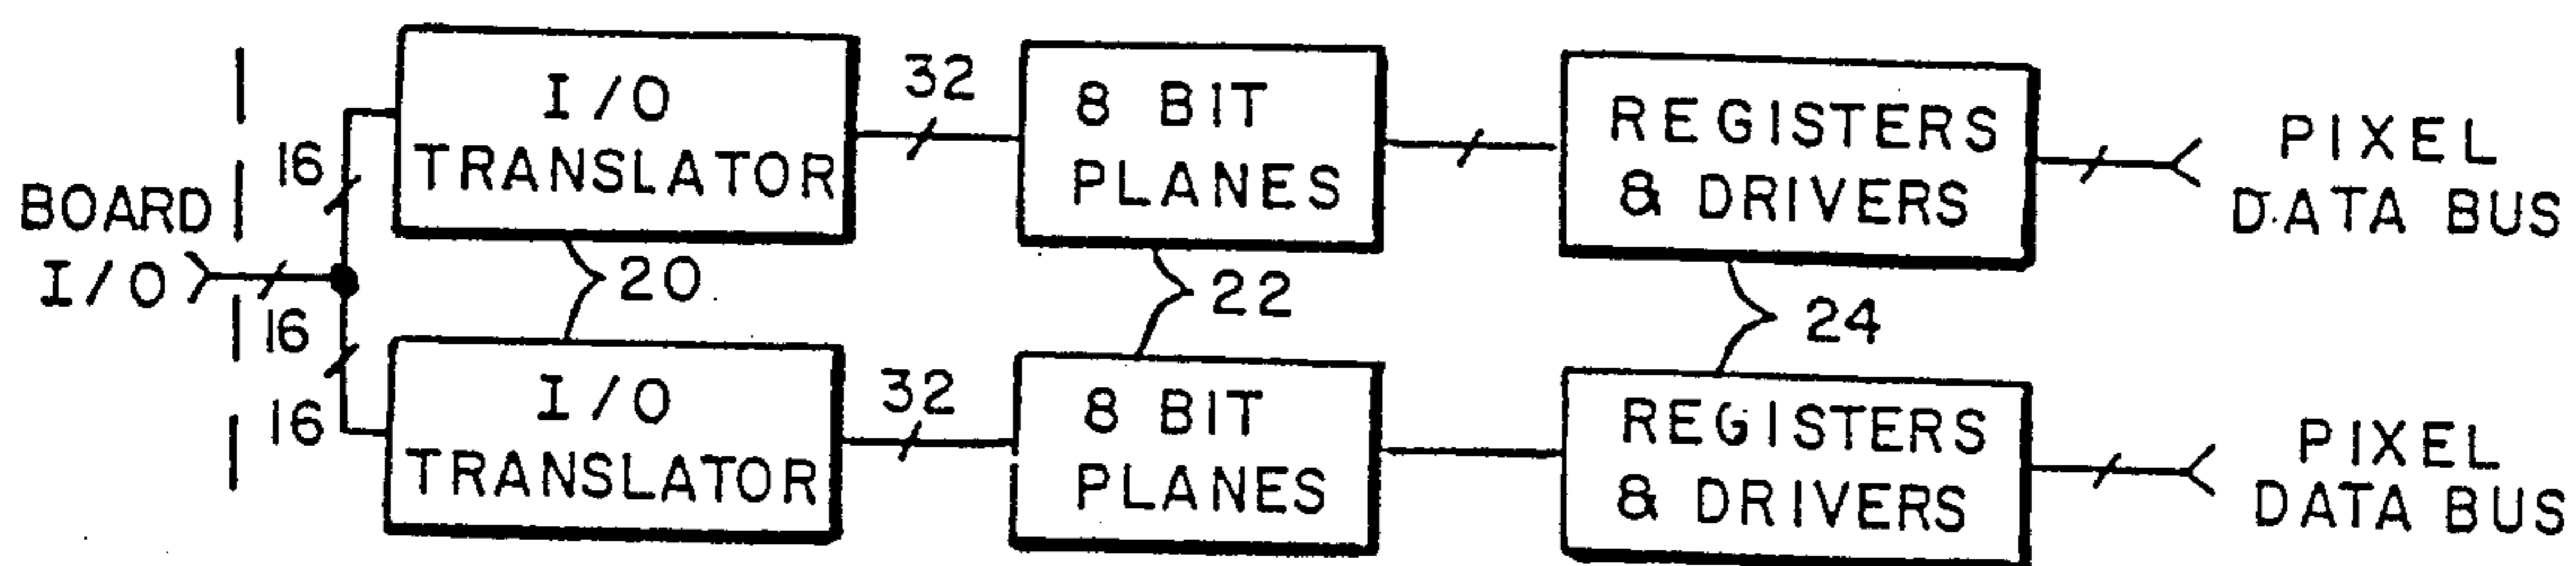 BOARD
I/O
16
16
16
I/O
TRANSLATOR
32
8 BIT
PLANES
REGISTERS
& DRIVERS
PIXEL
DATA BUS
20
22
24
I/O
TRANSLATOR
32
8 BIT
PLANES
REGISTERS
& DRIVERS
PIXEL
DATA BUS